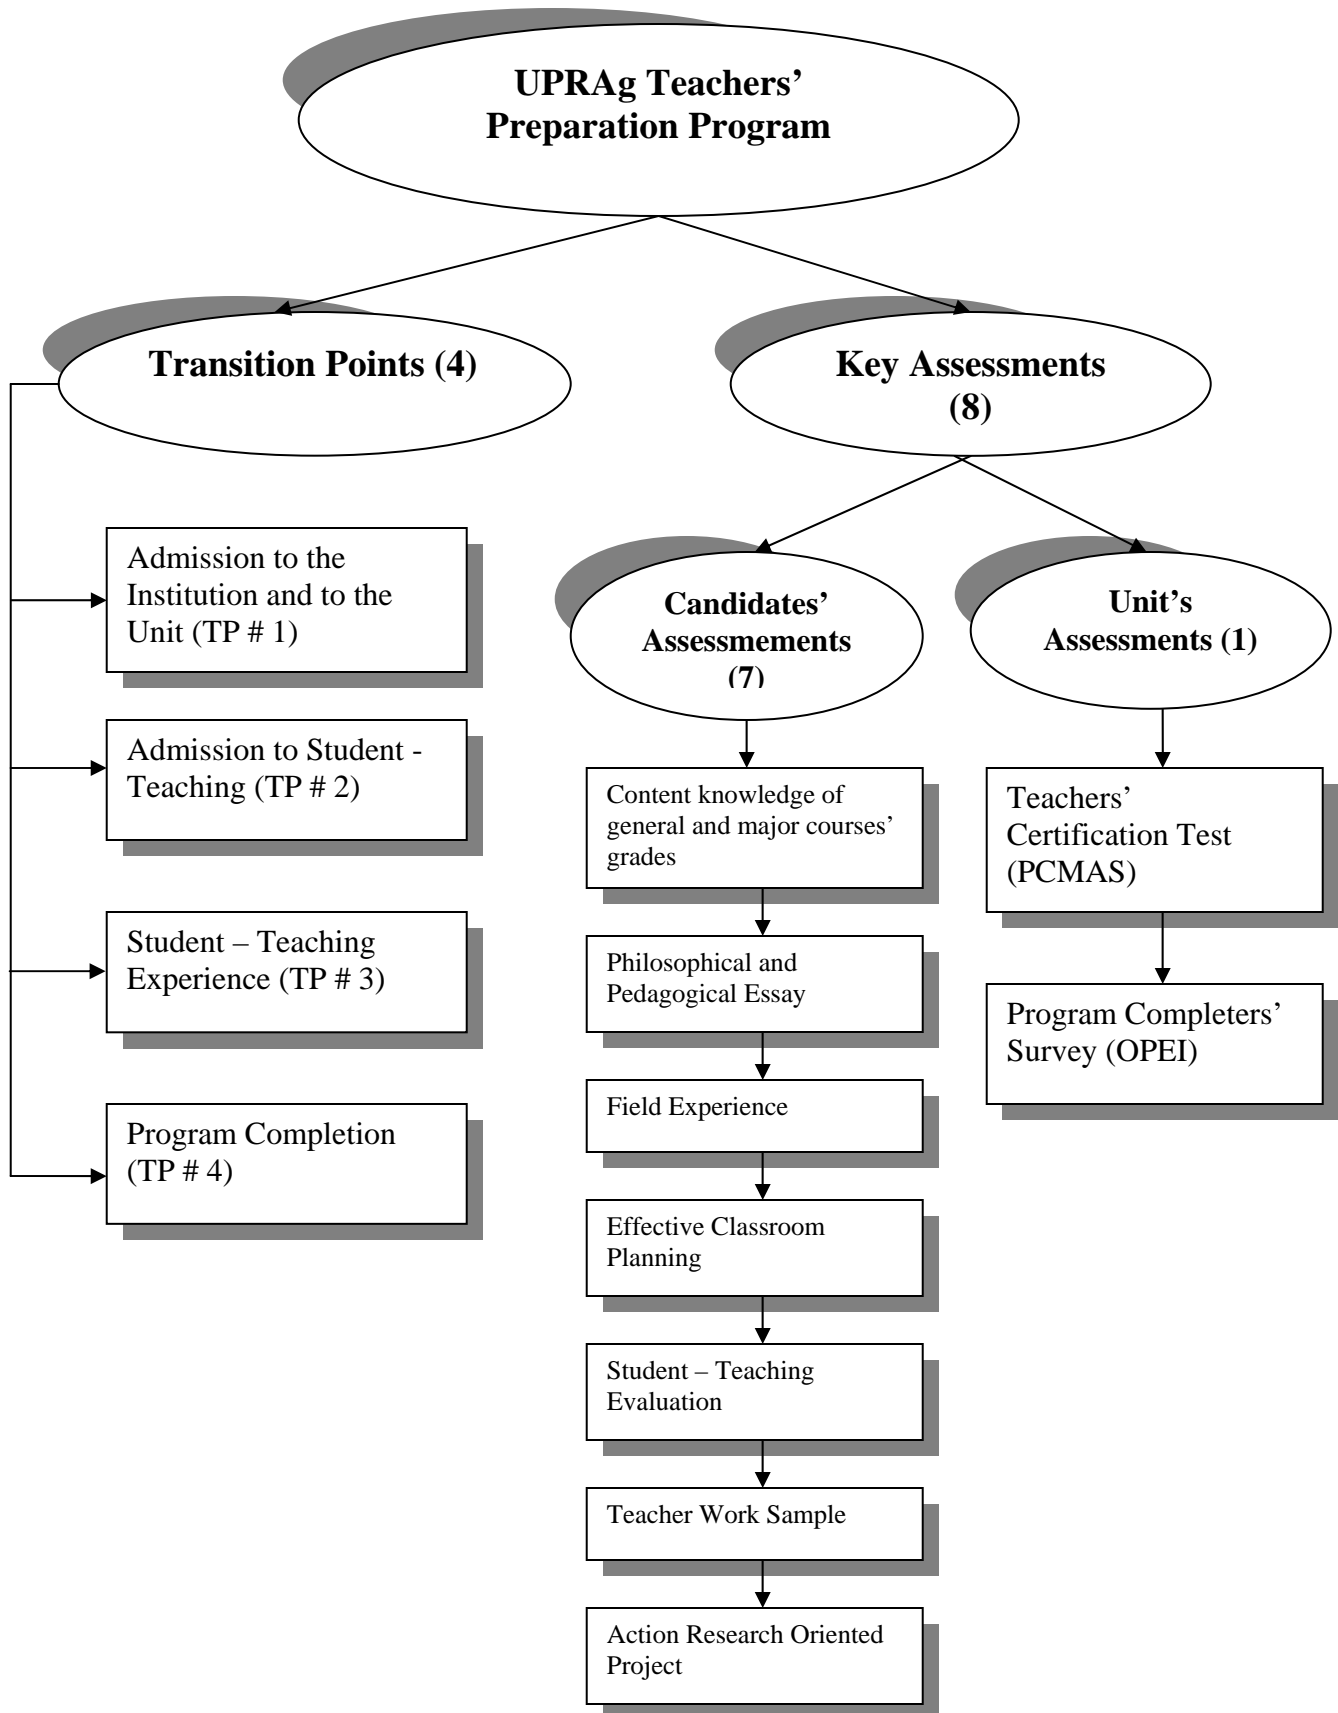 UPRAg Teachers’
Preparation Program
Transition Points (4)
Key Assessments
(8)
Admission to the
Institution and to the
Unit (TP # 1)
Admission to Student -
Teaching (TP # 2)
Student – Teaching
Experience (TP # 3)
Program Completion
(TP # 4)
Candidates’
Assessmements
(7)
Unit’s
Assessments (1)
Content knowledge of
general and major courses’
grades
Philosophical and
Pedagogical Essay
Field Experience
Effective Classroom
Planning
Student – Teaching
Evaluation
Teacher Work Sample
Action Research Oriented
Project
Teachers’
Certification Test
(PCMAS)
Program Completers’
Survey (OPEI)